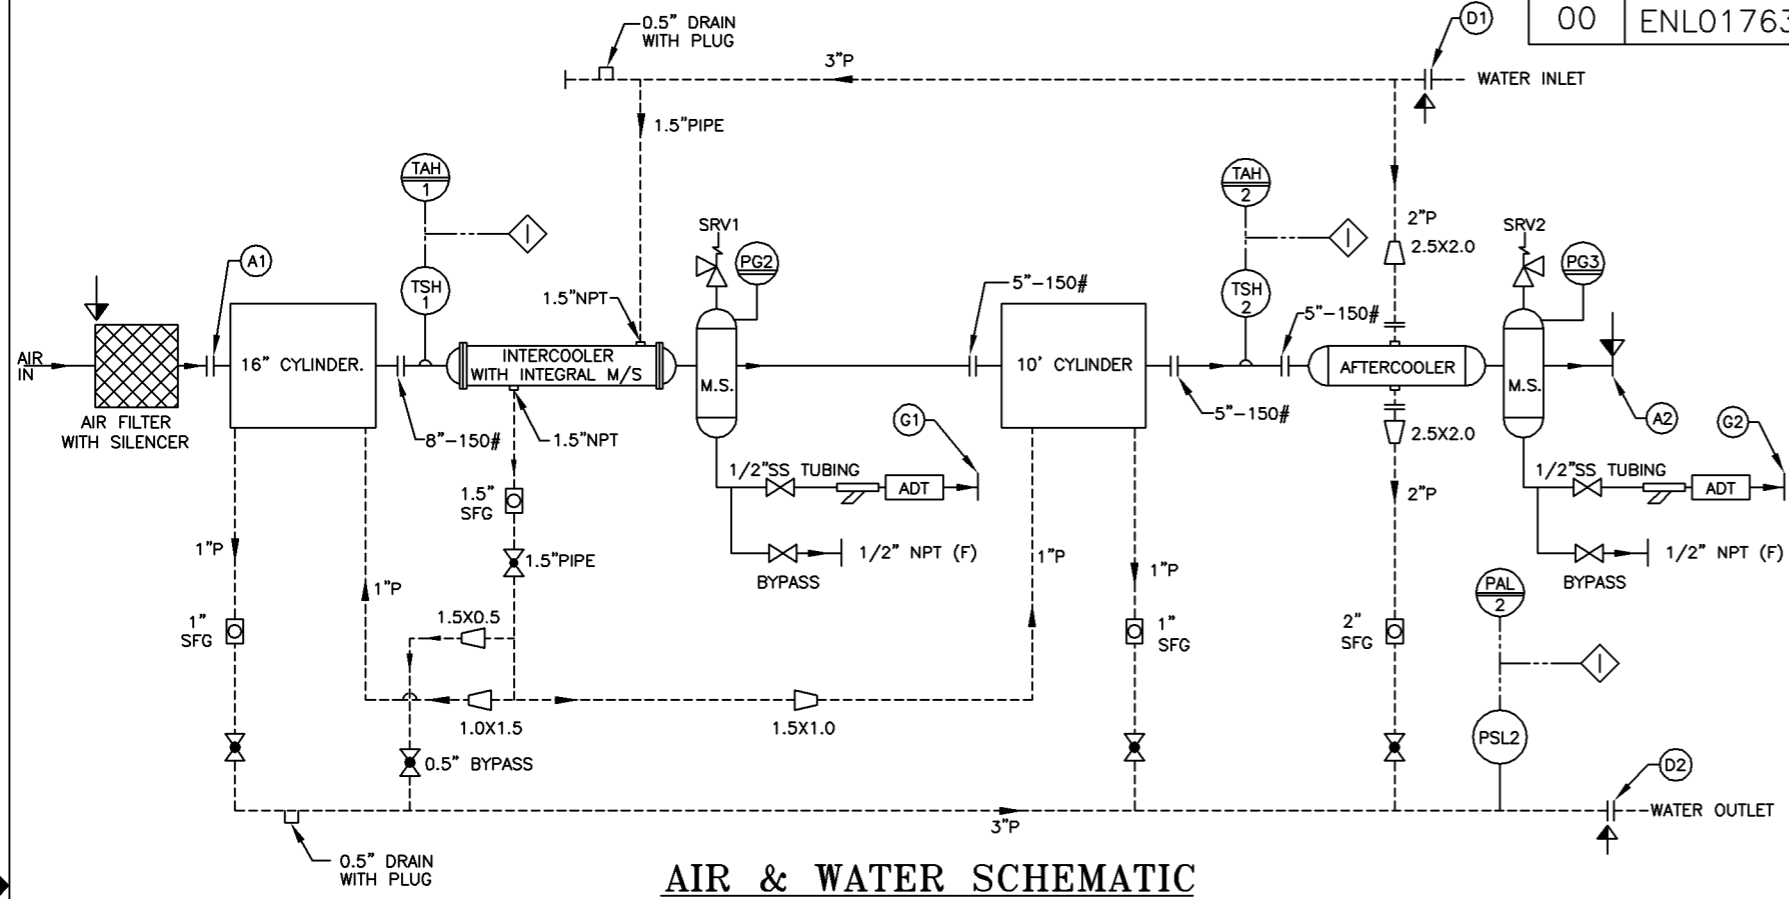 0.5" DRAIN
WITH PLUG
D1
00
ENL01763
3"P
WATER INLET
1.5"PIPE
TAH
1
TAH
2
2"P
2.5X2.0
SRV1
SRV2
A1
PG2
PG3
TSH
1
TSH
2
1.5"NPT
5"-150#
5"-150#
AIR
IN
16" CYLINDER.
INTERCOOLER
WITH INTEGRAL M/S
M.S.
10' CYLINDER
AFTERCOOLER
M.S.
AIR FILTER
WITH SILENCER
8"-150#
1.5"NPT
G1
5"-150#
2.5X2.0
A2
G2
1/2"SS TUBING
ADT
1/2"SS TUBING
ADT
1.5"
SFG
2"P
1"P
1.5"PIPE
1/2" NPT (F)
BYPASS
1"P
1"P
1/2" NPT (F)
BYPASS
1"P
PAL
2
1"
SFG
1.5X0.5
1"
SFG
2"
SFG
1.0X1.5
1.5X1.0
PSL2
0.5" BYPASS
D2
3"P
WATER OUTLET
0.5" DRAIN
WITH PLUG
AIR & WATER SCHEMATIC